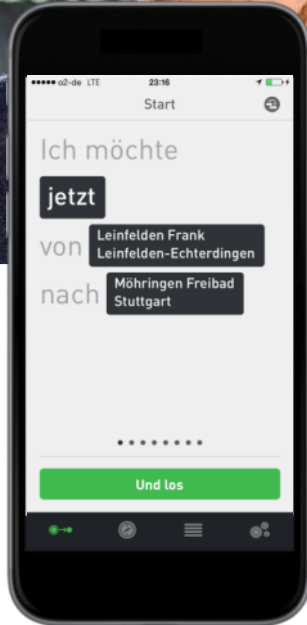 o2-de LTE 23:16
Start
Ich möchte
jetzt
von Leinfelden Frank
Leinfelden-Echterdingen
nach Möhringen Freibad
Stuttgart
Und los